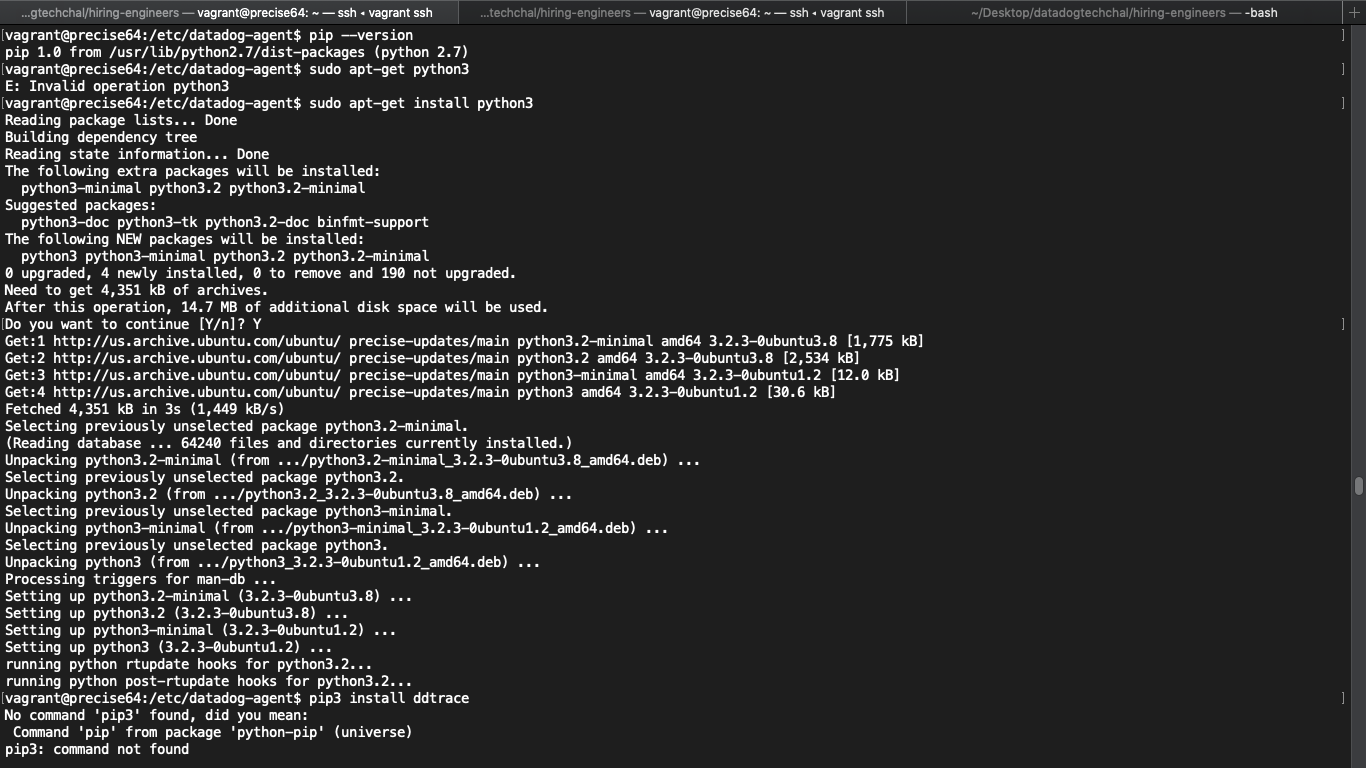 ...gtechchal/hiring-engineers — vagrant@precise64: ~ — ssh ◂ vagrant ssh
...techchal/hiring-engineers — vagrant@precise64: ~ — ssh ◂ vagrant ssh
~/Desktop/datadogtechchal/hiring-engineers — -bash
+
[vagrant@precise64:/etc/datadog-agent$ pip --version ]
pip 1.0 from /usr/lib/python2.7/dist-packages (python 2.7)
[vagrant@precise64:/etc/datadog-agent$ sudo apt-get python3 ]
E: Invalid operation python3
[vagrant@precise64:/etc/datadog-agent$ sudo apt-get install python3 ]
Reading package lists... Done
Building dependency tree
Reading state information... Done
The following extra packages will be installed:
  python3-minimal python3.2 python3.2-minimal
Suggested packages:
  python3-doc python3-tk python3.2-doc binfmt-support
The following NEW packages will be installed:
  python3 python3-minimal python3.2 python3.2-minimal
0 upgraded, 4 newly installed, 0 to remove and 190 not upgraded.
Need to get 4,351 kB of archives.
After this operation, 14.7 MB of additional disk space will be used.
[Do you want to continue [Y/n]? Y ]
Get:1 http://us.archive.ubuntu.com/ubuntu/ precise-updates/main python3.2-minimal amd64 3.2.3-0ubuntu3.8 [1,775 kB]
Get:2 http://us.archive.ubuntu.com/ubuntu/ precise-updates/main python3.2 amd64 3.2.3-0ubuntu3.8 [2,534 kB]
Get:3 http://us.archive.ubuntu.com/ubuntu/ precise-updates/main python3-minimal amd64 3.2.3-0ubuntu1.2 [12.0 kB]
Get:4 http://us.archive.ubuntu.com/ubuntu/ precise-updates/main python3 amd64 3.2.3-0ubuntu1.2 [30.6 kB]
Fetched 4,351 kB in 3s (1,449 kB/s)
Selecting previously unselected package python3.2-minimal.
(Reading database ... 64240 files and directories currently installed.)
Unpacking python3.2-minimal (from .../python3.2-minimal_3.2.3-0ubuntu3.8_amd64.deb) ...
Selecting previously unselected package python3.2.
Unpacking python3.2 (from .../python3.2_3.2.3-0ubuntu3.8_amd64.deb) ...
Selecting previously unselected package python3-minimal.
Unpacking python3-minimal (from .../python3-minimal_3.2.3-0ubuntu1.2_amd64.deb) ...
Selecting previously unselected package python3.
Unpacking python3 (from .../python3_3.2.3-0ubuntu1.2_amd64.deb) ...
Processing triggers for man-db ...
Setting up python3.2-minimal (3.2.3-0ubuntu3.8) ...
Setting up python3.2 (3.2.3-0ubuntu3.8) ...
Setting up python3-minimal (3.2.3-0ubuntu1.2) ...
Setting up python3 (3.2.3-0ubuntu1.2) ...
running python rtupdate hooks for python3.2...
running python post-rtupdate hooks for python3.2...
[vagrant@precise64:/etc/datadog-agent$ pip3 install ddtrace ]
No command 'pip3' found, did you mean:
 Command 'pip' from package 'python-pip' (universe)
pip3: command not found